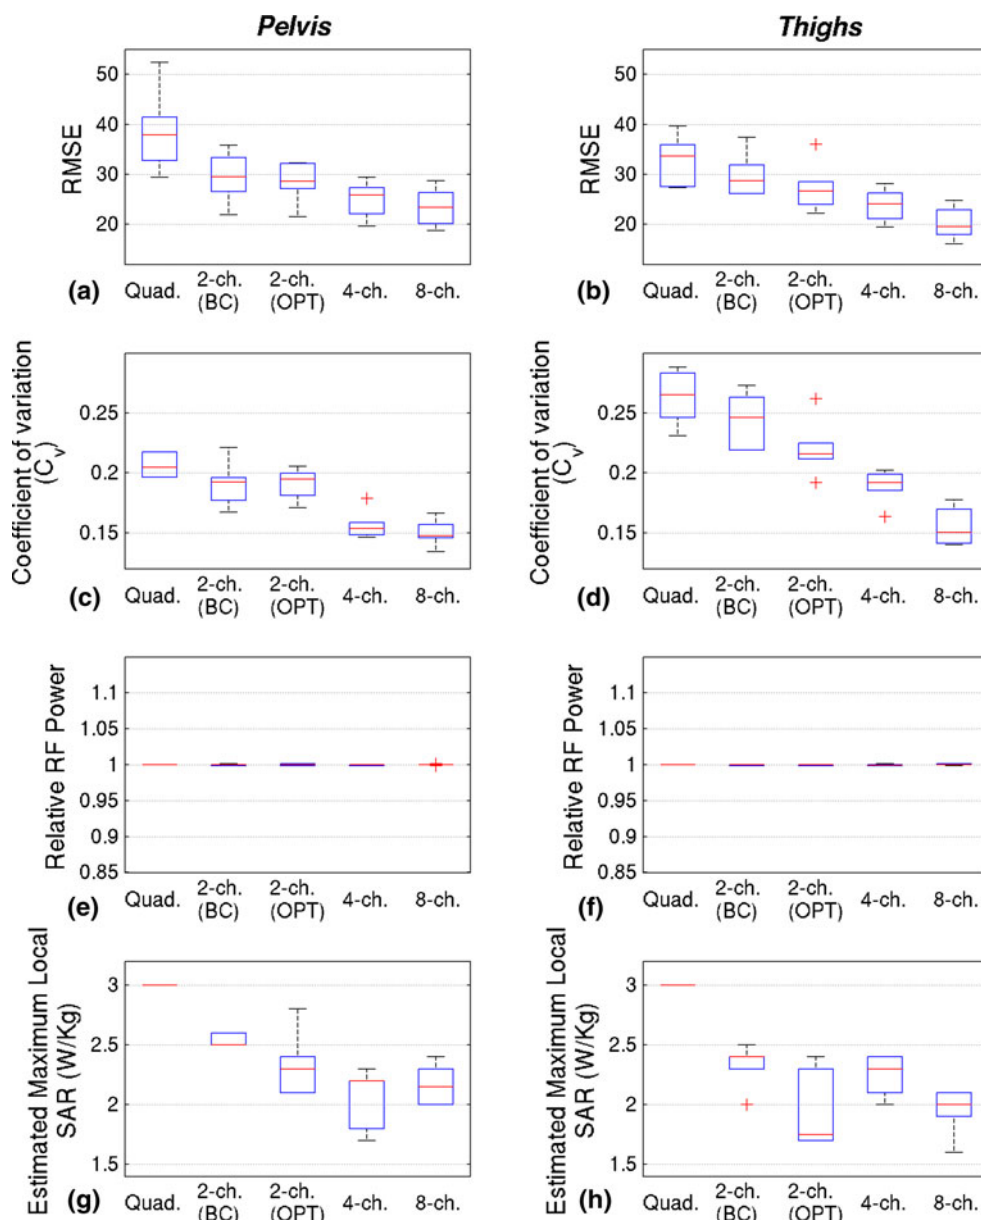 Pelvis
Thighs
RMSE
50
40
30
20
(a)
Quad.
2-ch.
(BC)
2-ch.
(OPT)
4-ch.
8-ch.
RMSE
50
40
30
20
(b)
Quad.
2-ch.
(BC)
2-ch.
(OPT)
4-ch.
8-ch.
Coefficient of variation
(Cv)
0.25
0.2
0.15
(c)
Quad.
2-ch.
(BC)
2-ch.
(OPT)
4-ch.
8-ch.
Coefficient of variation
(Cv)
0.25
0.2
0.15
(d)
Quad.
2-ch.
(BC)
2-ch.
(OPT)
4-ch.
8-ch.
Relative RF Power
1.1
1.05
1
0.95
0.9
0.85
(e)
Quad.
2-ch.
(BC)
2-ch.
(OPT)
4-ch.
8-ch.
Relative RF Power
1.1
1.05
1
0.95
0.9
0.85
(f)
Quad.
2-ch.
(BC)
2-ch.
(OPT)
4-ch.
8-ch.
Estimated Maximum Local
SAR (W/Kg)
3
2.5
2
1.5
(g)
Quad.
2-ch.
(BC)
2-ch.
(OPT)
4-ch.
8-ch.
Estimated Maximum Local
SAR (W/Kg)
3
2.5
2
1.5
(h)
Quad.
2-ch.
(BC)
2-ch.
(OPT)
4-ch.
8-ch.